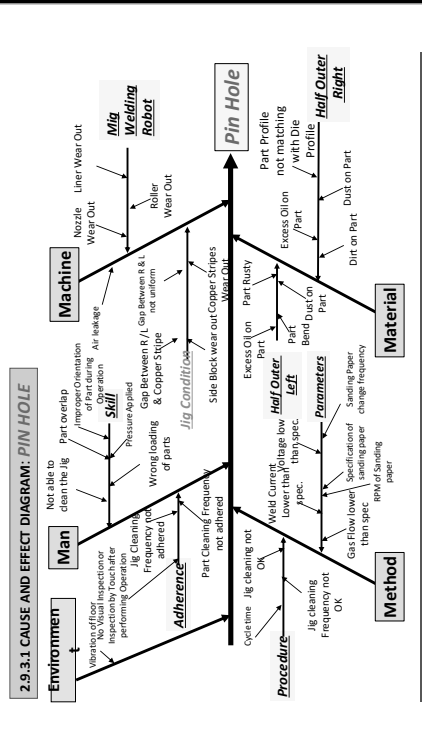 2.9.3.1 CAUSE AND EFFECT DIAGRAM: PIN HOLE
Environmen
t
Man
Machine
Vibration of floor
No Visual Inspection or
Inspection by Touch after
performing Operation
Not able to
clean the Jig
Part overlap
Improper Orientation
of Part during
Operation
Skill
Pressure Applied
Wrong loading
of parts
Jig Cleaning
Frequency not
adhered
Adherence
Part Cleaning Frequency
not adhered
Air leakage
Nozzle
Wear Out
Liner Wear Out
Roller
Wear Out
Mig
Welding
Robot
Gap Between R / L
& Copper Stripe
Gap Between R & L
not uniform
Jig Condition
Side Block wear out
Copper Stripes
Wear Out
Pin Hole
Cycle time
Jig cleaning not
OK
Procedure
Jig cleaning
Frequency not
OK
Weld Current
Lower than
spec.
Voltage low
than spec.
Parameters
Gas Flow lower
than spec
Specification of
sanding paper
RPM of Sanding
paper
Sanding Paper
change frequency
Excess Oil on
Part
Part Rusty
Half Outer
Left
Part
Bend
Dust on
Part
Excess Oil on
Part
Part Profile
not matching
with Die
Profile
Half Outer
Right
Dirt on Part
Dust on Part
Method
Material